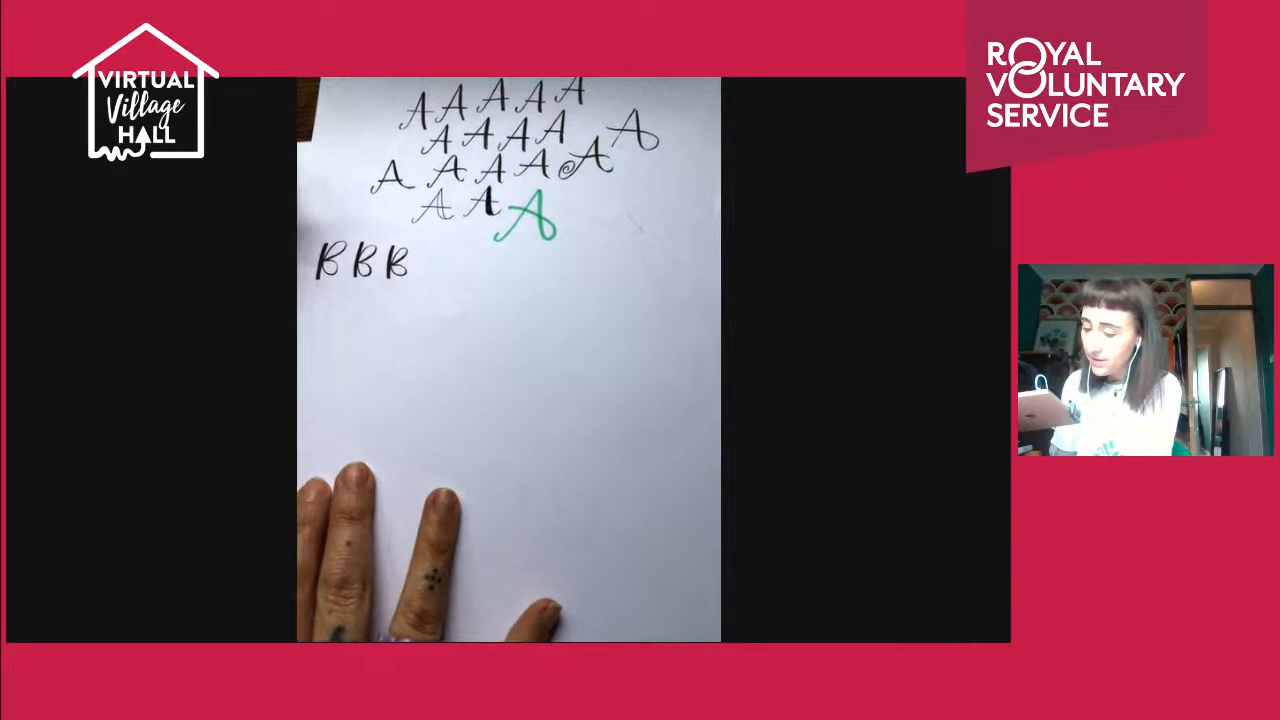 VIRTUAL
Village
HALL
ROYAL
VOLUNTARY
SERVICE
A A A A A
A A A A A
A A A A A
A A A
B B B